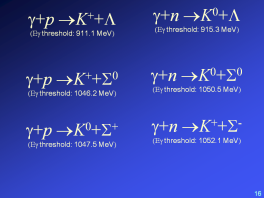 γ+p →K⁺+Λ
(Eγ threshold: 911.1 MeV)
γ+n →K⁰+Λ
(Eγ threshold: 915.3 MeV)
γ+p →K⁺+Σ⁰
(Eγ threshold: 1046.2 MeV)
γ+n →K⁰+Σ⁰
(Eγ threshold: 1050.5 MeV)
γ+p →K⁰+Σ⁺
(Eγ threshold: 1047.5 MeV)
γ+n →K⁺+Σ⁻
(Eγ threshold: 1052.1 MeV)
16